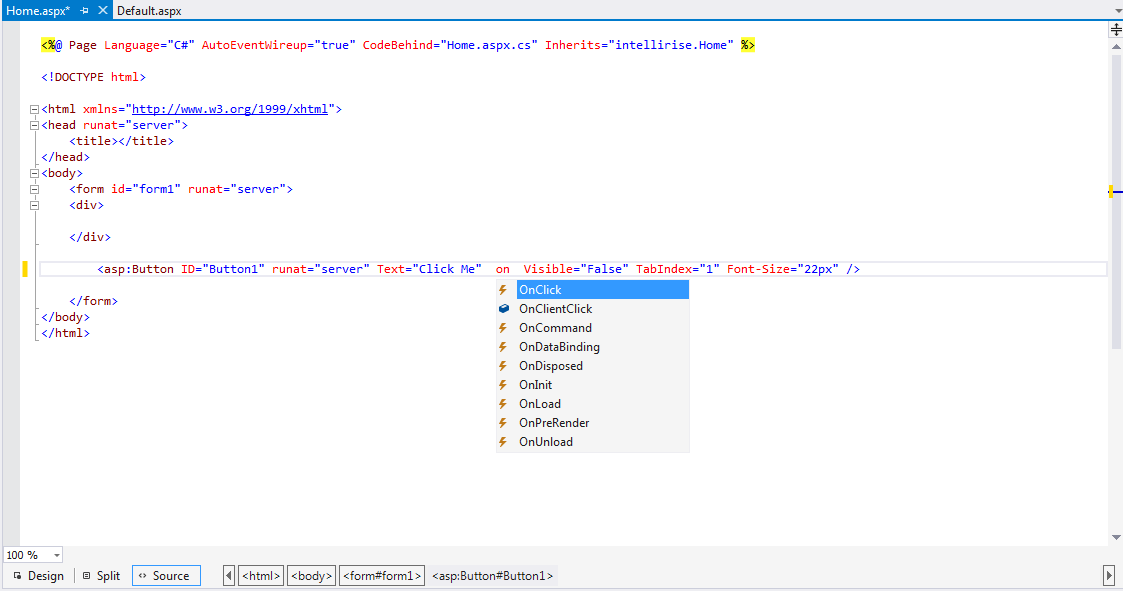 Home.aspx* Default.aspx
<%@ Page Language="C#" AutoEventWireup="true" CodeBehind="Home.aspx.cs" Inherits="intellirise.Home" %>
<!DOCTYPE html>
<html xmlns="http://www.w3.org/1999/xhtml">
<head runat="server">
<title></title>
</head>
<body>
<form id="form1" runat="server">
<div>
</div>
<asp:Button ID="Button1" runat="server" Text="Click Me" on Visible="False" TabIndex="1" Font-Size="22px" />
OnClick
OnClientClick
OnCommand
OnDataBinding
OnDisposed
OnInit
OnLoad
OnPreRender
OnUnload
</form>
</body>
</html>
100 %
Design Split Source <html> <body> <form#form1> <asp:Button#Button1>